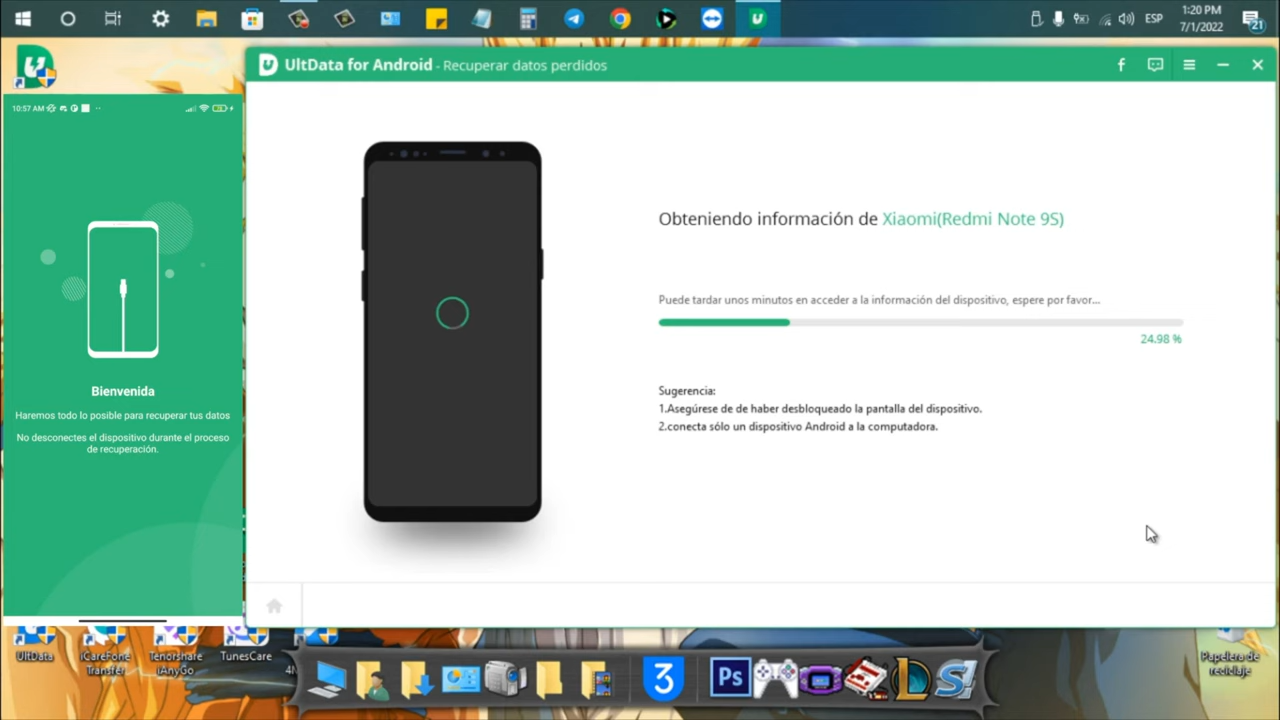 ESP
1:20 PM
7/1/2022
21
UltData for Android - Recuperar datos perdidos
10:57 AM
Bienvenida
Haremos todo lo posible para recuperar tus datos
No desconectes el dispositivo durante el proceso
de recuperación.
Obteniendo información de Xiaomi(Redmi Note 9S)
Puede tardar unos minutos en acceder a la información del dispositivo, espere por favor...
24.98 %
Sugerencia:
1.Asegúrese de de haber desbloqueado la pantalla del dispositivo.
2.conecta sólo un dispositivo Android a la computadora.
UltData
iCareFone
Transfer
Tenorshare
iAnyGo
TunesCare
Papelera de
reciclaje
3
Ps